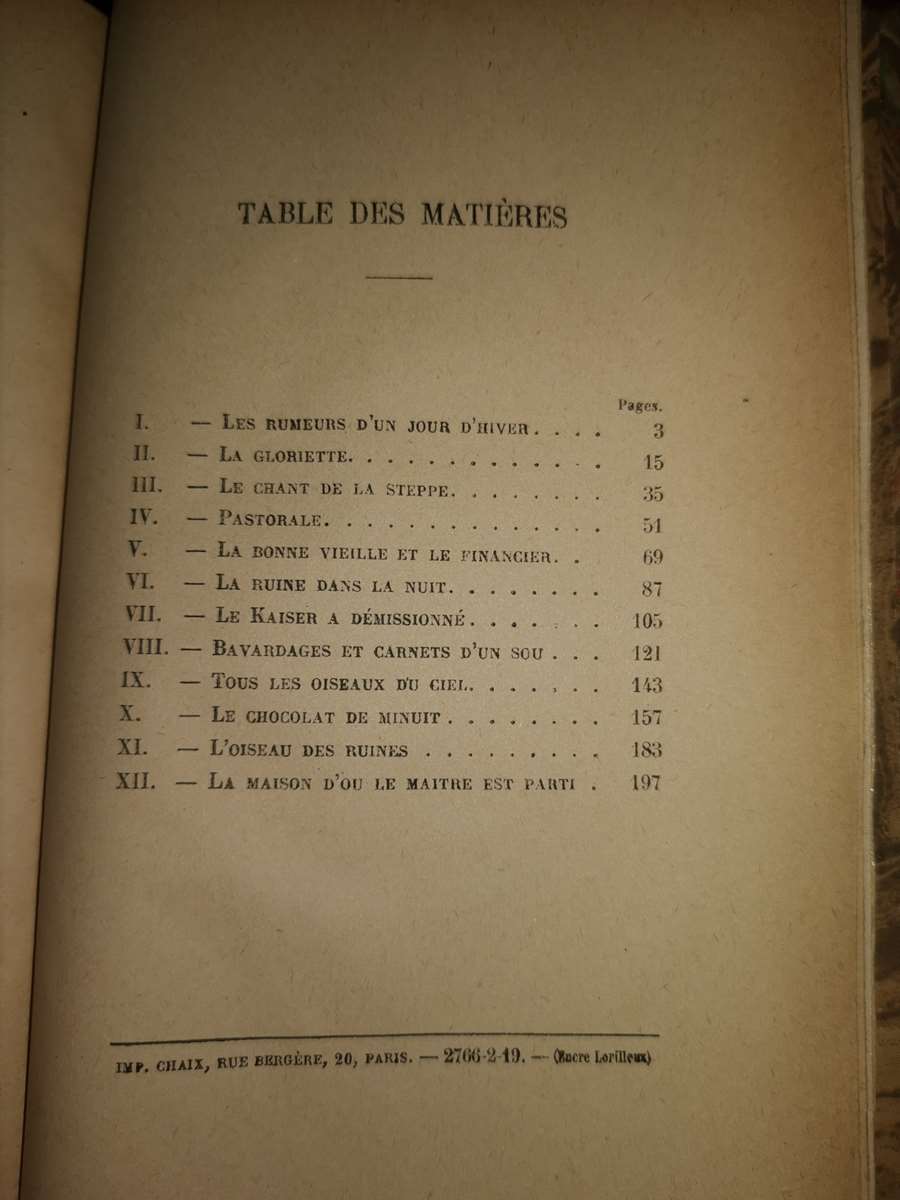 TABLE DES MATIÈRES
Pages.
I. — LES RUMEURS D'UN JOUR D'HIVER. . . . 3
II. — LA GLORIETTE. . . . . . . . . . . . . 15
III. — LE CHANT DE LA STEPPE. . . . . . . . 35
IV. — PASTORALE. . . . . . . . . . . . . . 51
V. — LA BONNE VIEILLE ET LE FINANCIER. . 69
VI. — LA RUINE DANS LA NUIT. . . . . . . . 87
VII. — LE KAISER A DÉMISSIONNÉ. . . . . . . 105
VIII. — BAVARDAGES ET CARNETS D'UN SOU . . . 121
IX. — TOUS LES OISEAUX DU CIEL. . . . . . . 143
X. — LE CHOCOLAT DE MINUIT . . . . . . . . 157
XI. — L'OISEAU DES RUINES . . . . . . . . . 183
XII. — LA MAISON D'OU LE MAITRE EST PARTI . 197
IMP. CHAIX, RUE BERGÈRE, 20, PARIS. — 2766-2-19. — (Encre Lorilleux)